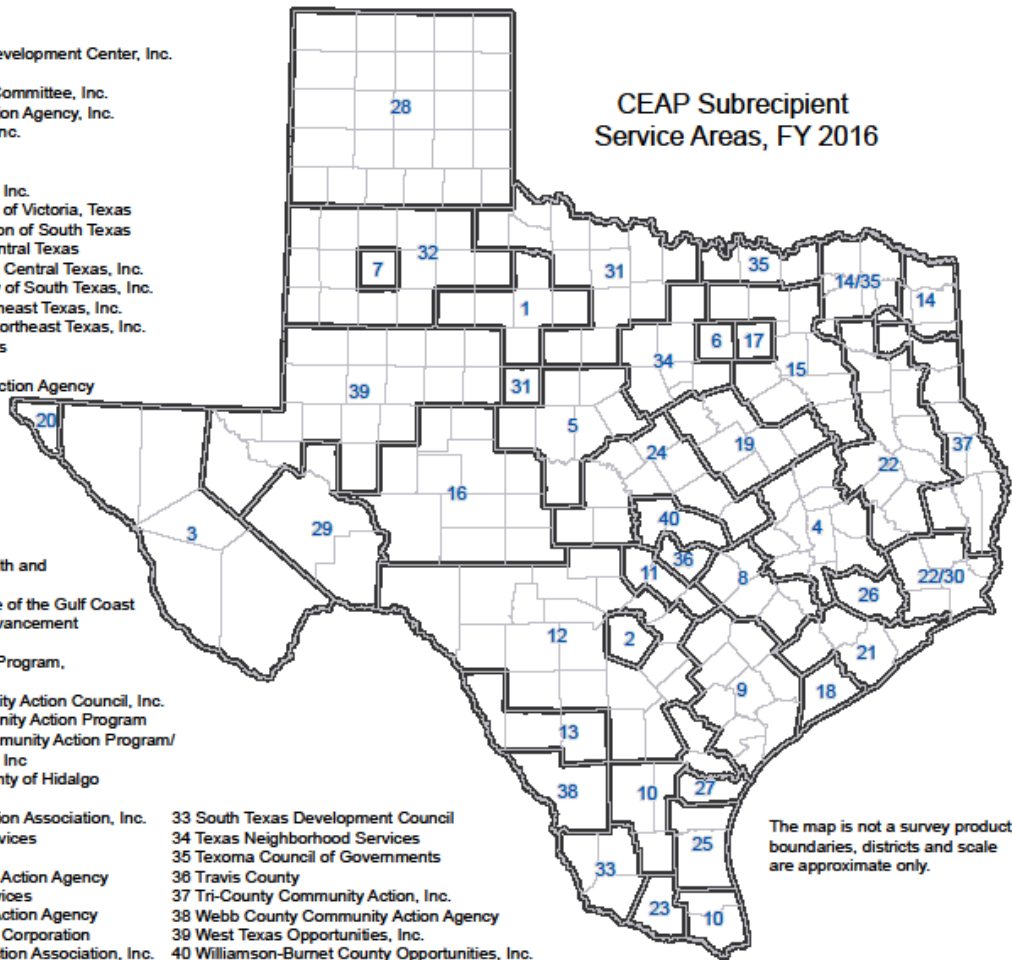 CEAP Subrecipient
Service Areas, FY 2016
evelopment Center, Inc.
Committee, Inc.
ion Agency, Inc.
nc.
Inc.
of Victoria, Texas
on of South Texas
entral Texas
Central Texas, Inc.
y of South Texas, Inc.
heast Texas, Inc.
ortheast Texas, Inc.
s
ction Agency
th and
e of the Gulf Coast
vancement
Program,
ity Action Council, Inc.
nity Action Program
mmunity Action Program/
Inc
nty of Hidalgo
ion Association, Inc.
vices
Action Agency
vices
Action Agency
Corporation
tion Association, Inc.
33 South Texas Development Council
34 Texas Neighborhood Services
35 Texoma Council of Governments
36 Travis County
37 Tri-County Community Action, Inc.
38 Webb County Community Action Agency
39 West Texas Opportunities, Inc.
40 Williamson-Burnet County Opportunities, Inc.
28
7
32
31
35
14/35
14
1
6
17
34
15
39
31
20
5
19
24
22
37
16
3
29
40
4
36
11
8
22/30
26
12
2
21
9
18
13
38
10
27
25
33
23
10
The map is not a survey product
boundaries, districts and scale
are approximate only.